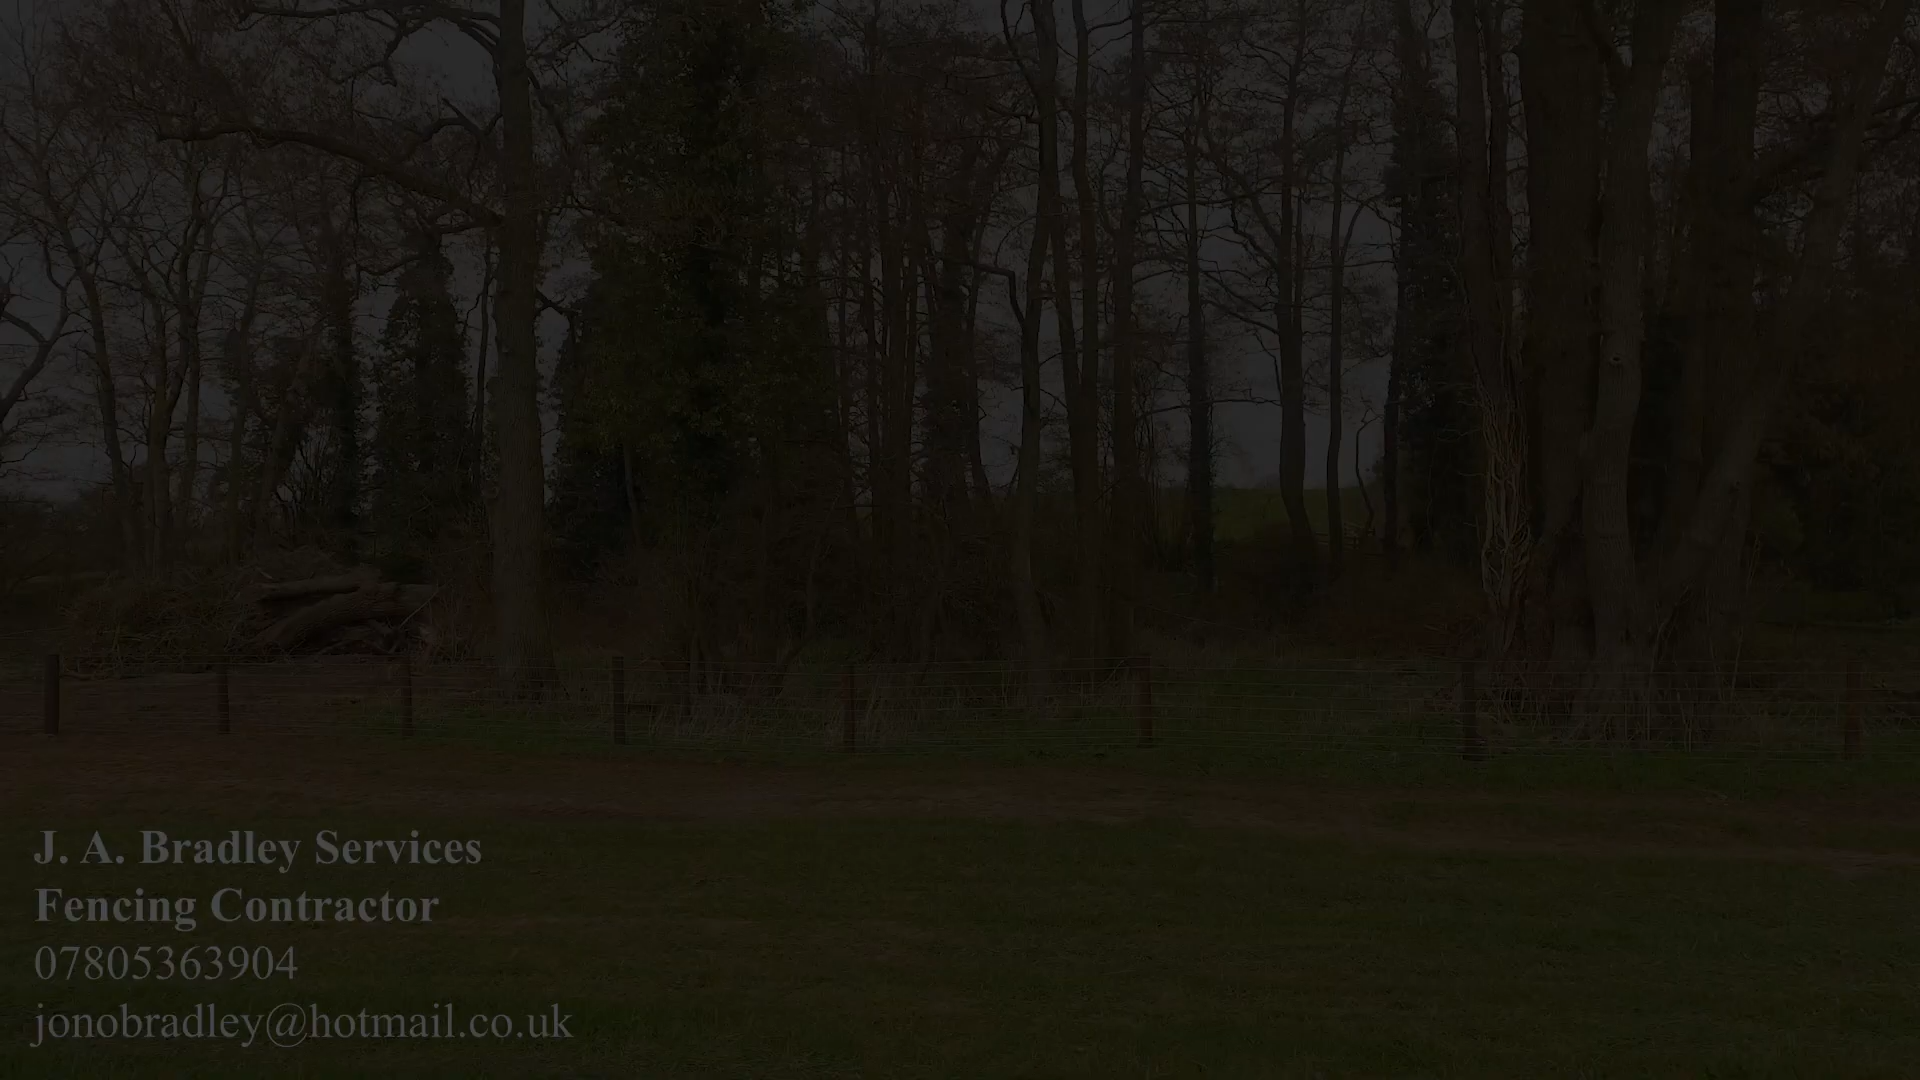 J. A. Bradley Services
Fencing Contractor
07805363904
jonobradley@hotmail.co.uk